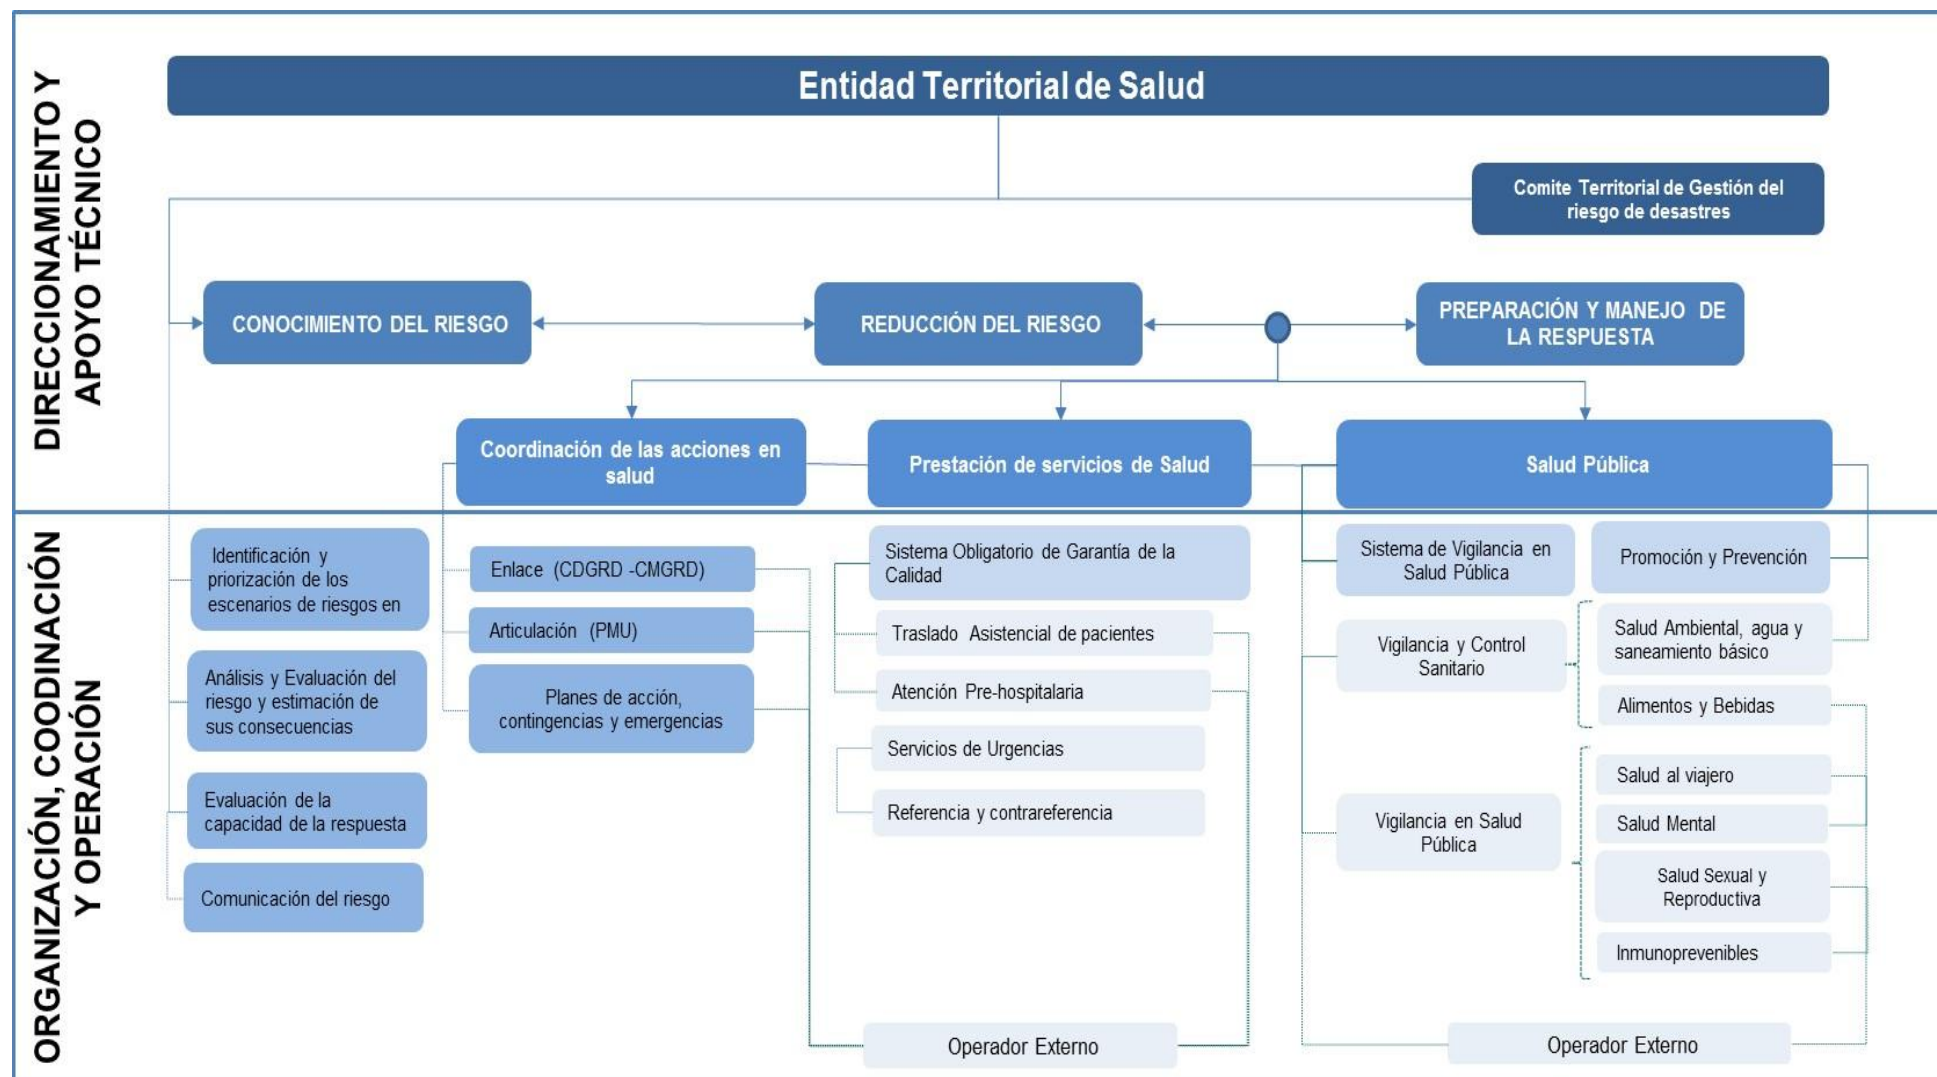 DIRECCIONAMIENTO Y
APOYO TÉCNICO
Entidad Territorial de Salud
Comite Territorial de Gestión del
riesgo de desastres
CONOCIMIENTO DEL RIESGO
REDUCCIÓN DEL RIESGO
PREPARACIÓN Y MANEJO DE
LA RESPUESTA
Coordinación de las acciones en
salud
Prestación de servicios de Salud
Salud Pública
ORGANIZACIÓN, COODINACIÓN
Y OPERACIÓN
Identificación y
priorización de los
escenarios de riesgos en
Análisis y Evaluación del
riesgo y estimación de
sus consecuencias
Evaluación de la
capacidad de la respuesta
Comunicación del riesgo
Enlace (CDGRD -CMGRD)
Articulación (PMU)
Planes de acción,
contingencias y emergencias
Sistema Obligatorio de Garantía de la
Calidad
Traslado Asistencial de pacientes
Atención Pre-hospitalaria
Servicios de Urgencias
Referencia y contrareferencia
Operador Externo
Sistema de Vigilancia en
Salud Pública
Vigilancia y Control
Sanitario
Vigilancia en Salud
Pública
Promoción y Prevención
Salud Ambiental, agua y
saneamiento básico
Alimentos y Bebidas
Salud al viajero
Salud Mental
Salud Sexual y
Reproductiva
Inmunoprevenibles
Operador Externo